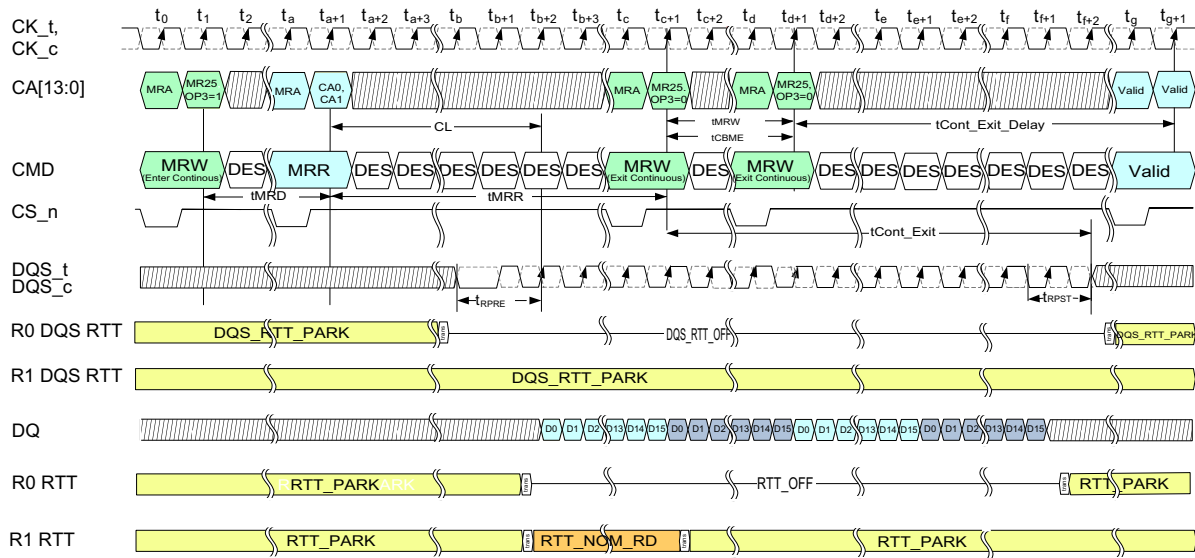 t0 t1 t2 ta ta+1 ta+2 ta+3 tb tb+1 tb+2 tb+3 tc tc+1 tc+2 td td+1 td+2 te te+1 te+2 tf tf+1 tf+2 tg tg+1
CK_t,
CK_c
CA[13:0]
MRA MR25 OP3=1 MRA CA0, CA1 MRA MR25. OP3=0 MRA MR25, OP3=0 Valid Valid
tMRW
CL
tCBME
tCont_Exit_Delay
CMD
MRW (Enter Continous) DES MRR DES DES DES DES DES DES MRW (Exit Continuous) DES MRW (Exit Continuous) DES DES DES DES DES DES DES Valid
tMRD tMRR
CS_n
tCont_Exit
DQS_t
DQS_c
tRPRE tRPST
R0 DQS RTT
DQS_RTT_PARK trans DQS_RTT_OFF trans DQS_RTT_PARK
R1 DQS RTT
DQS_RTT_PARK
DQ
D0 D1 D2 D13 D14 D15 D0 D1 D2 D13 D14 D15 D0 D1 D2 D13 D14 D15 D0 D1 D2 D13 D14 D15
R0 RTT
RTT_PARK trans RTT_OFF trans RTT_PARK
R1 RTT
RTT_PARK trans RTT_NOM_RD trans RTT_PARK